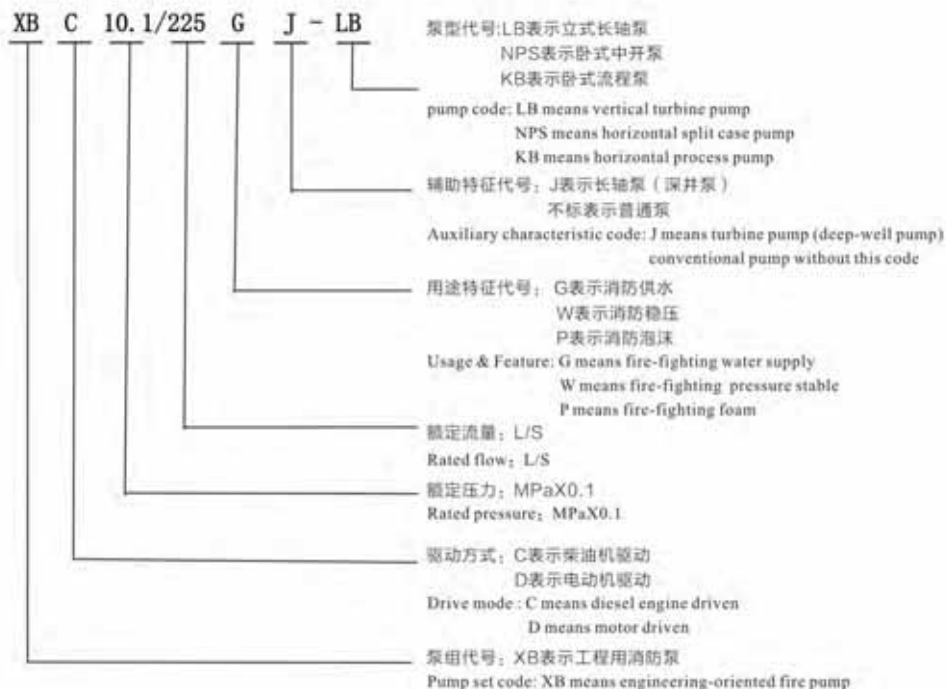 XB C 10.1/225 G J - LB
泵型代号:LB表示立式长轴泵
NPS表示卧式中开泵
KB表示卧式流程泵
pump code: LB means vertical turbine pump
NPS means horizontal split case pump
KB means horizontal process pump
辅助特征代号：J表示长轴泵（深井泵）
不标表示普通泵
Auxiliary characteristic code: J means turbine pump (deep-well pump)
conventional pump without this code
用途特征代号： G表示消防供水
W表示消防稳压
P表示消防泡沫
Usage & Feature: G means fire-fighting water supply
W means fire-fighting pressure stable
P means fire-fighting foam
额定流量：L/S
Rated flow: L/S
额定压力：MPaX0.1
Rated pressure: MPaX0.1
驱动方式：C表示柴油机驱动
D表示电动机驱动
Drive mode : C means diesel engine driven
D means motor driven
泵组代号：XB表示工程用消防泵
Pump set code: XB means engineering-oriented fire pump